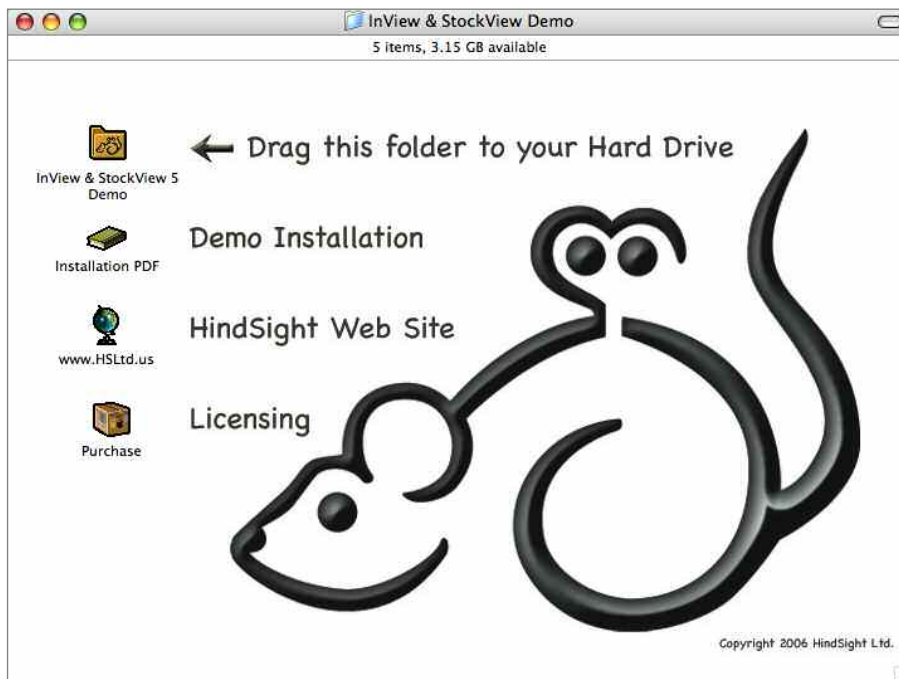 InView & StockView Demo
5 items, 3.15 GB available
Drag this folder to your Hard Drive
InView & StockView 5
Demo
Demo Installation
Installation PDF
HindSight Web Site
www.HSLtd.us
Licensing
Purchase
Copyright 2006 HindSight Ltd.